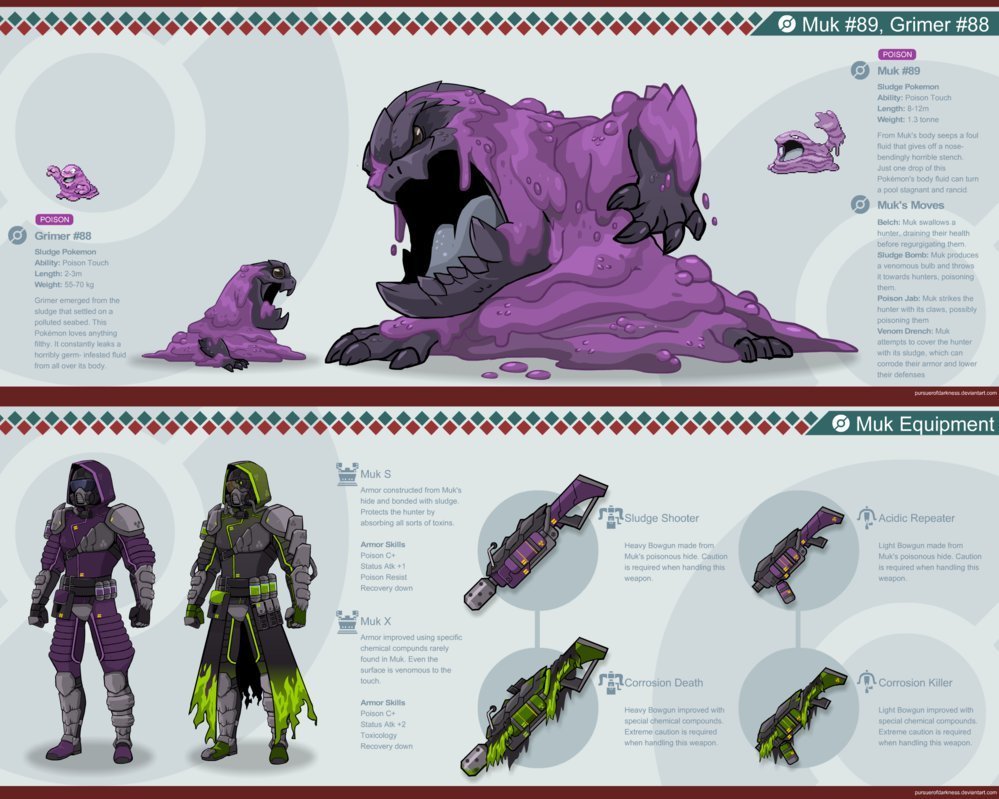 Muk #89, Grimer #88
POISON
Grimer #88
Sludge Pokemon
Ability: Poison Touch
Length: 2-3m
Weight: 55-70 kg
Grimer emerged from the
sludge that settled on a
polluted seabed. This
Pokémon loves anything
filthy. It constantly leaks a
horribly germ- infested fluid
from all over its body.
POISON
Muk #89
Sludge Pokemon
Ability: Poison Touch
Length: 8-12m
Weight: 1.3 tonne
From Muk's body seeps a foul
fluid that gives off a nose-
bendingly horrible stench.
Just one drop of this
Pokémon's body fluid can turn
a pool stagnant and rancid.
Muk's Moves
Belch: Muk swallows a
hunter, draining their health
before regurgigating them.
Sludge Bomb: Muk produces
a venomous bulb and throws
it towards hunters, poisoning
them.
Poison Jab: Muk strikes the
hunter with its claws, possibly
poisoning them
Venom Drench: Muk
attempts to cover the hunter
with its sludge, which can
corrode their armor and lower
their defenses
pursuerofdarkness.deviantart.com
Muk Equipment
Muk S
Armor constructed from Muk's
hide and bonded with sludge.
Protects the hunter by
absorbing all sorts of toxins.
Armor Skills
Poison C+
Status Atk +1
Poison Resist
Recovery down
Muk X
Armor improved using specific
chemical compunds rarely
found in Muk. Even the
surface is venomous to the
touch.
Armor Skills
Poison C+
Status Atk +2
Toxicology
Recovery down
Sludge Shooter
Heavy Bowgun made from
Muk's poisonous hide. Caution
is required when handling this
weapon.
Acidic Repeater
Light Bowgun made from
Muk's poisonous hide. Caution
is required when handling this
weapon.
Corrosion Death
Heavy Bowgun improved with
special chemical compounds.
Extreme caution is required
when handling this weapon.
Corrosion Killer
Light Bowgun improved with
special chemical compounds.
Extreme caution is required
when handling this weapon.
pursuerofdarkness.deviantart.com